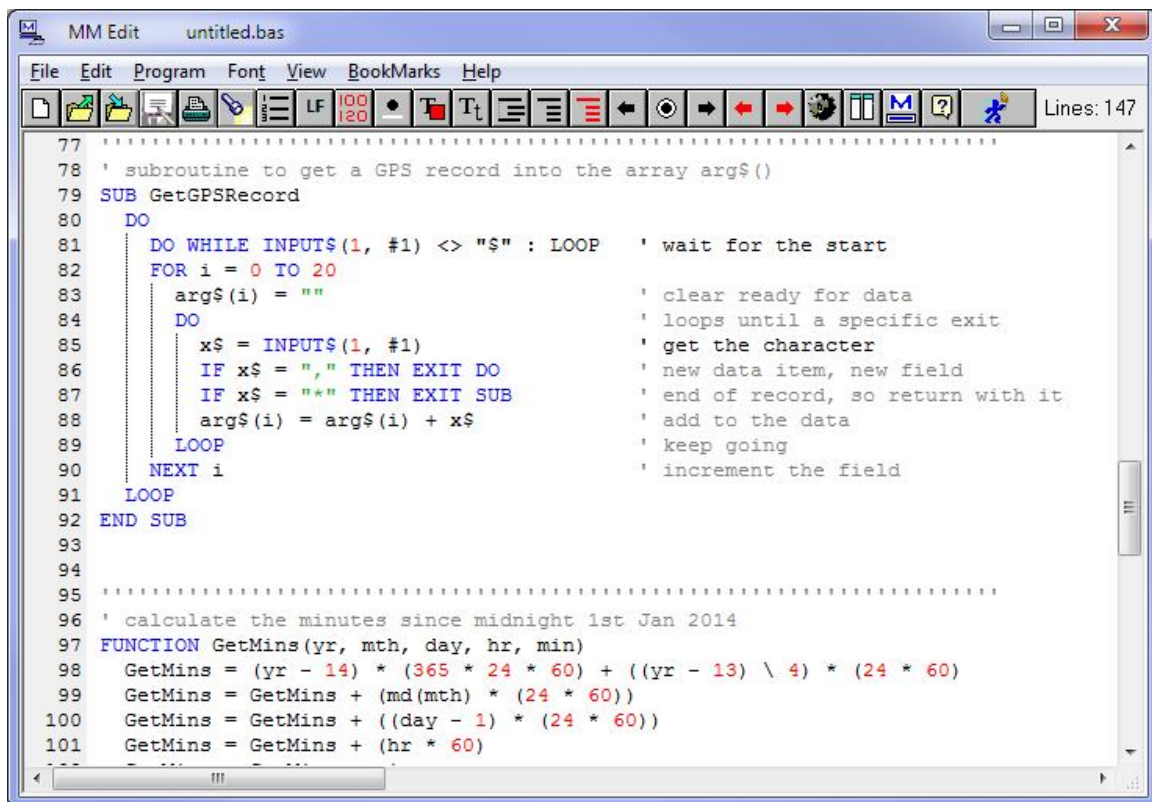 MM Edit untitled.bas
File Edit Program Font View BookMarks Help
LF 100 120 T Tt M ? Lines: 147
77 ''''''''''''''''''''''''''''''''''''''''''''''''''''''''''''''''''''''''
78 ' subroutine to get a GPS record into the array arg$()
79 SUB GetGPSRecord
80   DO
81     DO WHILE INPUT$(1, #1) <> "$" : LOOP   ' wait for the start
82     FOR i = 0 TO 20
83       arg$(i) = ""                         ' clear ready for data
84       DO                                   ' loops until a specific exit
85         x$ = INPUT$(1, #1)                 ' get the character
86         IF x$ = "," THEN EXIT DO           ' new data item, new field
87         IF x$ = "*" THEN EXIT SUB          ' end of record, so return with it
88         arg$(i) = arg$(i) + x$             ' add to the data
89       LOOP                                 ' keep going
90     NEXT i                                 ' increment the field
91   LOOP
92 END SUB
93
94
95 ''''''''''''''''''''''''''''''''''''''''''''''''''''''''''''''''''''''''
96 ' calculate the minutes since midnight 1st Jan 2014
97 FUNCTION GetMins(yr, mth, day, hr, min)
98   GetMins = (yr - 14) * (365 * 24 * 60) + ((yr - 13) \ 4) * (24 * 60)
99   GetMins = GetMins + (md(mth) * (24 * 60))
100   GetMins = GetMins + ((day - 1) * (24 * 60))
101   GetMins = GetMins + (hr * 60)